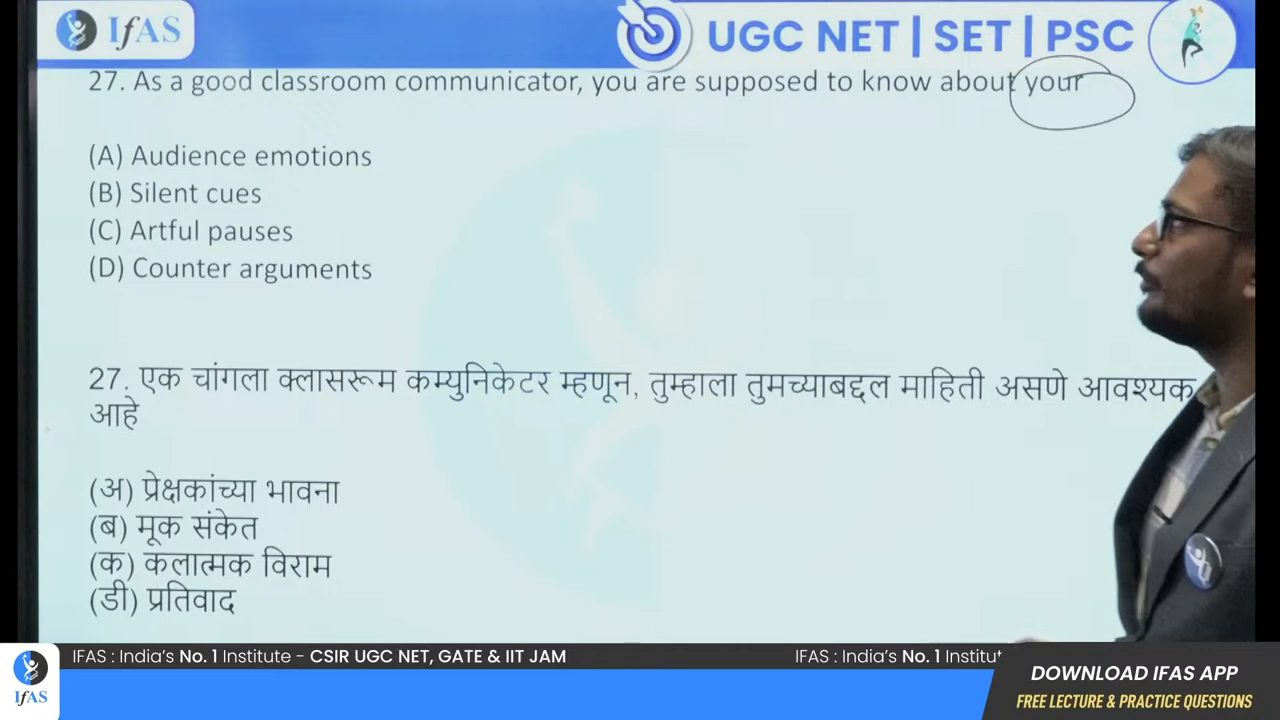 IfAS
UGC NET | SET | PSC
27. As a good classroom communicator, you are supposed to know about your
(A) Audience emotions
(B) Silent cues
(C) Artful pauses
(D) Counter arguments
27. एक चांगला क्लासरूम कम्युनिकेटर म्हणून, तुम्हाला तुमच्याबद्दल माहिती असणे आवश्यक
आहे
(अ) प्रेक्षकांच्या भावना
(ब) मूक संकेत
(क) कलात्मक विराम
(डी) प्रतिवाद
IFAS : India's No. 1 Institute - CSIR UGC NET, GATE & IIT JAM
IFAS : India's No. 1
DOWNLOAD IFAS APP
FREE LECTURE & PRACTICE QUESTIONS
IfAS